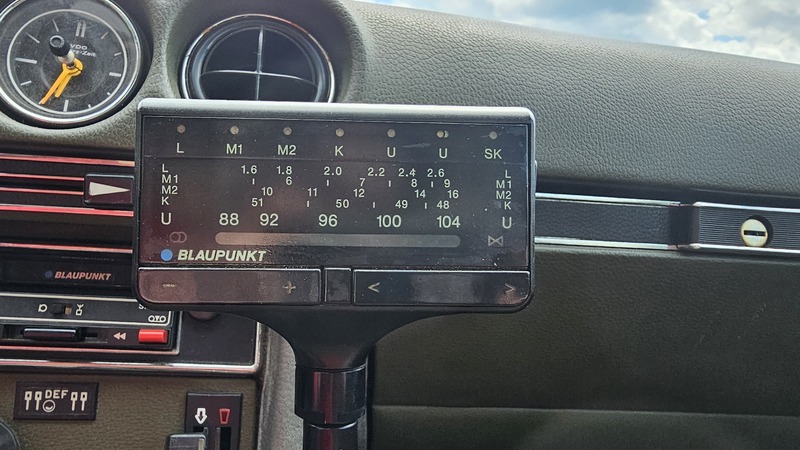 VDO
L M1 M2 K U U SK
L 1.6 1.8 2.0 2.2 2.4 2.6 L
M1 6 7 8 9 M1
M2 10 11 12 14 16 M2
K 51 50 49 48 K
U 88 92 96 100 104 U
BLAUPUNKT
- +
< >
BLAUPUNKT
DEF